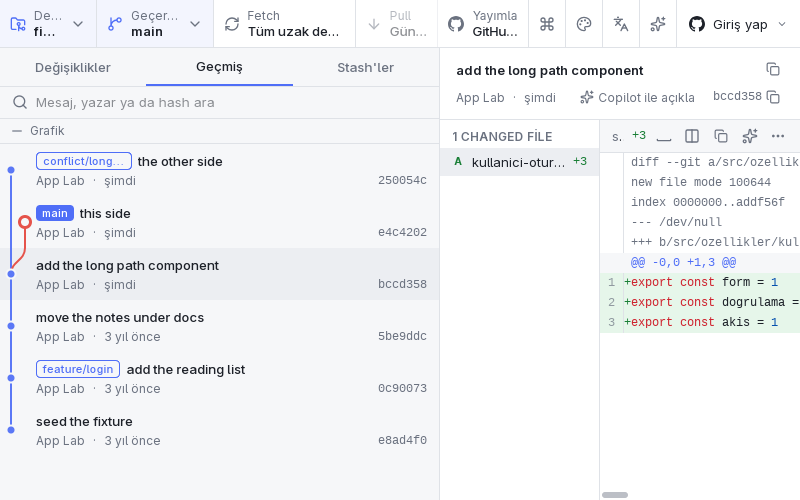 De... Geçer... Fetch Pull Yayımla
fi... main Tüm uzak de... Gün... GitHu... Giriş yap
Değişiklikler Geçmiş Stash'ler
Mesaj, yazar ya da hash ara
Grafik
conflict/long... the other side
App Lab · şimdi 250054c
main this side
App Lab · şimdi e4c4202
add the long path component
App Lab · şimdi bccd358
move the notes under docs
App Lab · 3 yıl önce 5be9ddc
feature/login add the reading list
App Lab · 3 yıl önce 0c90073
seed the fixture
App Lab · 3 yıl önce e8ad4f0
add the long path component
App Lab · şimdi Copilot ile açıkla bccd358
1 CHANGED FİLE
A kullanici-otur... +3
s. +3
diff --git a/src/ozellik
new file mode 100644
index 0000000..addf56f
--- /dev/null
+++ b/src/ozellikler/kul
@@ -0,0 +1,3 @@
1 +export const form = 1
2 +export const dogrulama =
3 +export const akis = 1